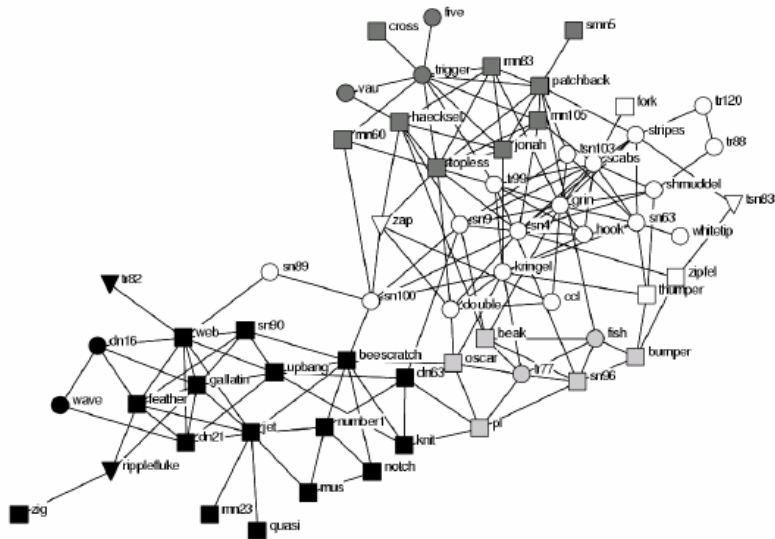 five
cross
smn5
trigger
mn83
patchback
vau
fork
tr120
haecksel
mn105
stripes
mn60
jonah
tsn103
tr88
topless
scabs
tr99
shmuddel
grin
tsn83
zap
sn9
sn4
hook
sn63
whitetip
sn89
kringel
zipfel
tr82
sn100
double
ccl
thumper
dn16
web
sn90
beescratch
oscar
beak
fish
bumper
gallatin
upbang
dn63
tr77
sn96
wave
feather
dn21
jet
number1
knit
pl
ripplefluke
notch
zig
mn23
mus
quasi